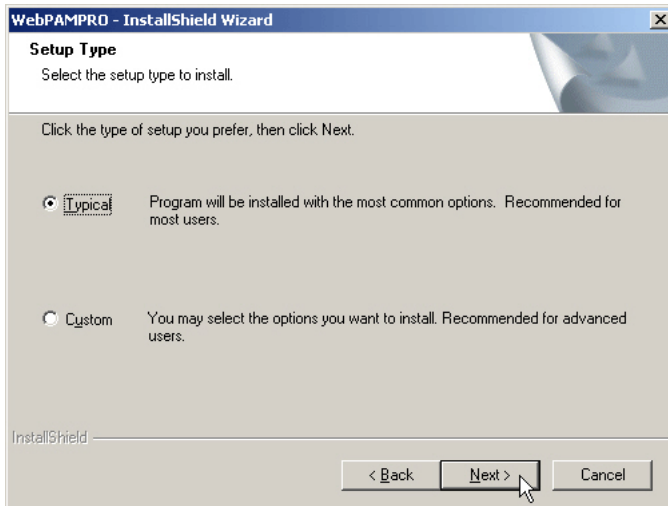 WebPAMPRO - InstallShield Wizard
Setup Type
Select the setup type to install.
Click the type of setup you prefer, then click Next.
Typical
Program will be installed with the most common options. Recommended for
most users.
Custom
You may select the options you want to install. Recommended for advanced
users.
InstallShield
< Back
Next >
Cancel